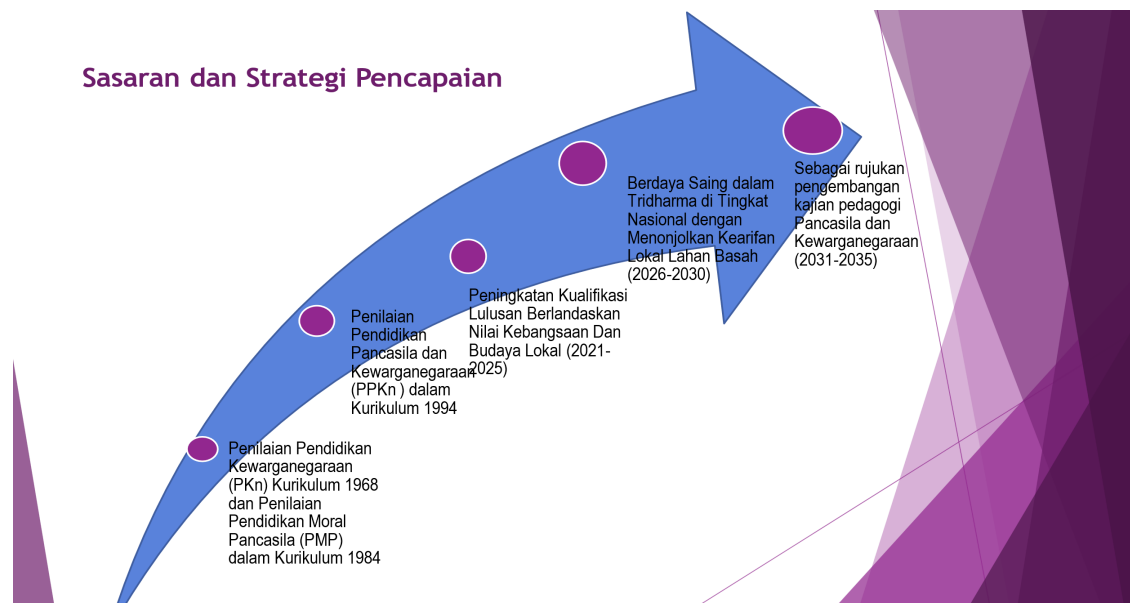 Sasaran dan Strategi Pencapaian
Penilaian Pendidikan
Kewarganegaraan
(PKn) Kurikulum 1968
dan Penilaian
Pendidikan Moral
Pancasila (PMP)
dalam Kurikulum 1984
Penilaian
Pendidikan
Pancasila dan
Kewarganegaraan
(PPKn ) dalam
Kurikulum 1994
Peningkatan Kualifikasi
Lulusan Berlandaskan
Nilai Kebangsaan Dan
Budaya Lokal (2021-
2025)
Berdaya Saing dalam
Tridharma di Tingkat
Nasional dengan
Menonjolkan Kearifan
Lokal Lahan Basah
(2026-2030)
Sebagai rujukan
pengembangan
kajian pedagogi
Pancasila dan
Kewarganegaraan
(2031-2035)